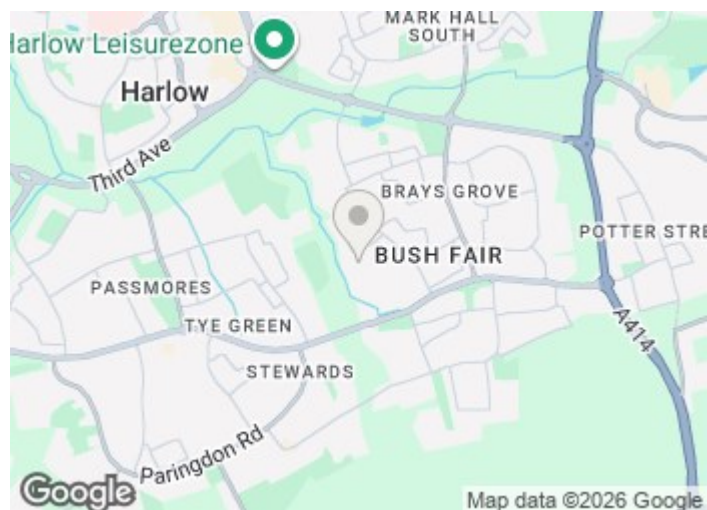 MARK HALL
SOUTH
Harlow Leisurezone
Harlow
Third Ave
BRAYS GROVE
POTTER STRE
BUSH FAIR
PASSMORES
TYE GREEN
A414
STEWARDS
Paringdon Rd
Google
Map data ©2026 Google